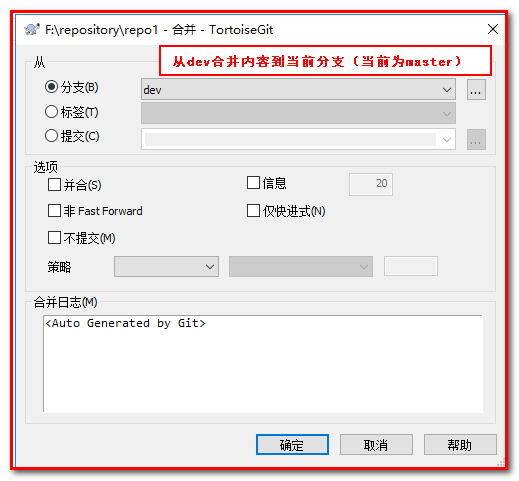 F:\repository\repo1 - 合并 - TortoiseGit
从dev合并内容到当前分支（当前为master）
从
分支(B)
dev
...
标签(T)
提交(C)
...
选项
并合(S)
信息
20
非 Fast Forward
仅快进式(N)
不提交(M)
策略
合并日志(M)
<Auto Generated by Git>
确定
取消
帮助